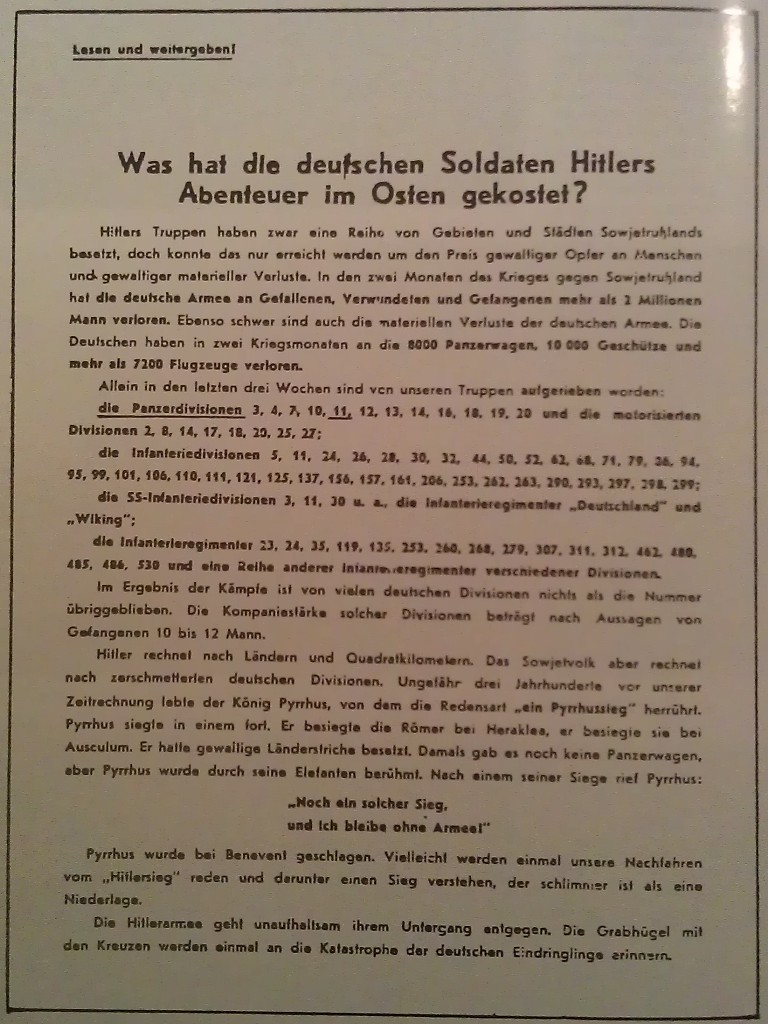 Lesen und weitergeben!
Was hat die deutschen Soldaten Hitlers
Abenteuer im Osten gekostet?
Hitlers Truppen haben zwar eine Reihe von Gebieten und Städten Sowjetrußlands
besetzt, doch konnte das nur erreicht werden um den Preis gewaltiger Opfer an Menschen
und gewaltiger materieller Verluste. In den zwei Monaten des Krieges gegen Sowjetrußland
hat die deutsche Armee an Gefallenen, Verwundeten und Gefangenen mehr als 2 Millionen
Mann verloren. Ebenso schwer sind auch die materiellen Verluste der deutschen Armee. Die
Deutschen haben in zwei Kriegsmonaten an die 8000 Panzerwagen, 10 000 Geschütze und
mehr als 7200 Flugzeuge verloren.
Allein in den letzten drei Wochen sind von unseren Truppen aufgerieben worden:
die Panzerdivisionen 3, 4, 7, 10, 11, 12, 13, 14, 16, 18, 19, 20 und die motorisierten
Divisionen 2, 8, 14, 17, 18, 20, 25, 27;
die Infanteriedivisionen 5, 11, 24, 26, 28, 30, 32, 44, 50, 52, 62, 68, 71, 79, 94,
95, 99, 101, 106, 110, 111, 121, 125, 137, 156, 157, 161, 206, 253, 262, 263, 290, 293, 297, 298, 299;
die SS-Infanteriedivisionen 3, 11, 30 u. a., die Infanterieregimenter „Deutschland" und
„Wiking";
die Infanterieregimenter 23, 24, 35, 119, 135, 253, 260, 268, 279, 307, 311, 312, 462, 480,
485, 486, 530 und eine Reihe anderer Infanterieregimenter verschiedener Divisionen.
Im Ergebnis der Kämpfe ist von vielen deutschen Divisionen nichts als die Nummer
übriggeblieben. Die Kompaniestärke solcher Divisionen beträgt nach Aussagen von
Gefangenen 10 bis 12 Mann.
Hitler rechnet nach Ländern und Quadratkilometern. Das Sowjetvolk aber rechnet
nach zerschmetterten deutschen Divisionen. Ungefähr drei Jahrhunderte vor unserer
Zeitrechnung lebte der König Pyrrhus, von dem die Redensart „ein Pyrrhussieg" herrührt.
Pyrrhus siegte in einem fort. Er besiegte die Römer bei Heraklea, er besiegte sie bei
Ausculum. Er hatte gewaltige Länderstriche besetzt. Damals gab es noch keine Panzerwagen,
aber Pyrrhus wurde durch seine Elefanten berühmt. Nach einem seiner Siege rief Pyrrhus:
„Noch ein solcher Sieg,
und ich bleibe ohne Armee!"
Pyrrhus wurde bei Benevent geschlagen. Vielleicht werden einmal unsere Nachfahren
vom „Hitlersieg" reden und darunter einen Sieg verstehen, der schlimmer ist als eine
Niederlage.
Die Hitlerarmee geht unaufhaltsam ihrem Untergang entgegen. Die Grabhügel mit
den Kreuzen werden einmal an die Katastrophe der deutschen Eindringlinge erinnern.